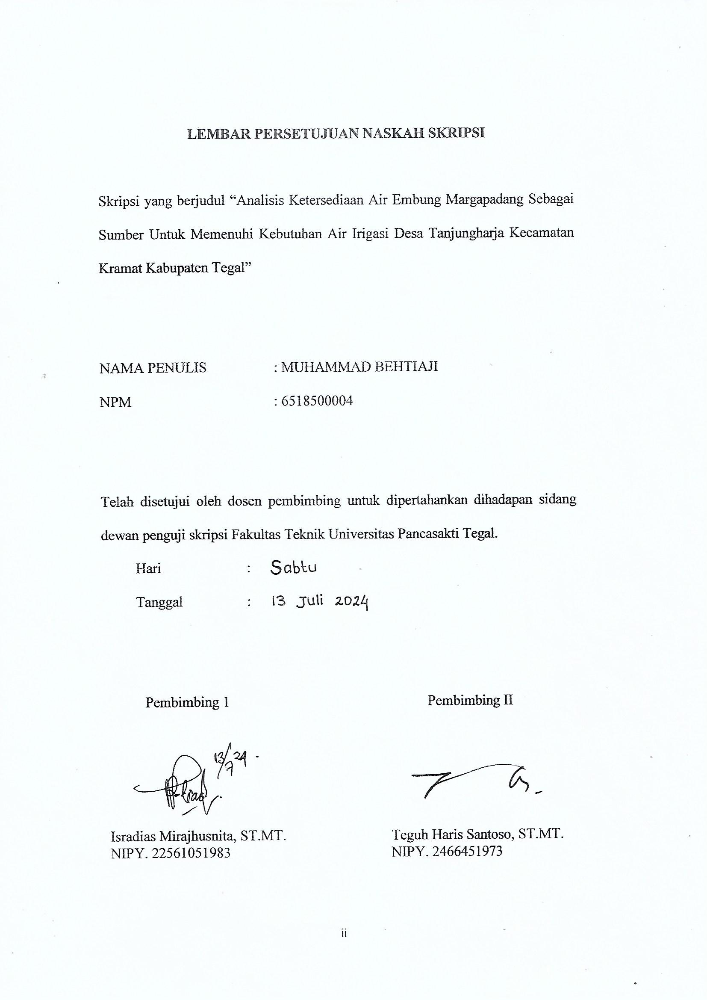 LEMBAR PERSETUJUAN NASKAH SKRIPSI
Skripsi yang berjudul “Analisis Ketersediaan Air Embung Margapadang Sebagai
Sumber Untuk Memenuhi Kebutuhan Air Irigasi Desa Tanjungharja Kecamatan
Kramat Kabupaten Tegal”
NAMA PENULIS : MUHAMMAD BEHTIAJI
NPM : 6518500004
Telah disetujui oleh dosen pembimbing untuk dipertahankan dihadapan sidang
dewan penguji skripsi Fakultas Teknik Universitas Pancasakti Tegal.
Hari : Sabtu
Tanggal : 13 Juli 2024
Pembimbing 1 Pembimbing II
13/7 24
Isradias Mirajhusnita, ST.MT. Teguh Haris Santoso, ST.MT.
NIPY. 22561051983 NIPY. 2466451973
ii